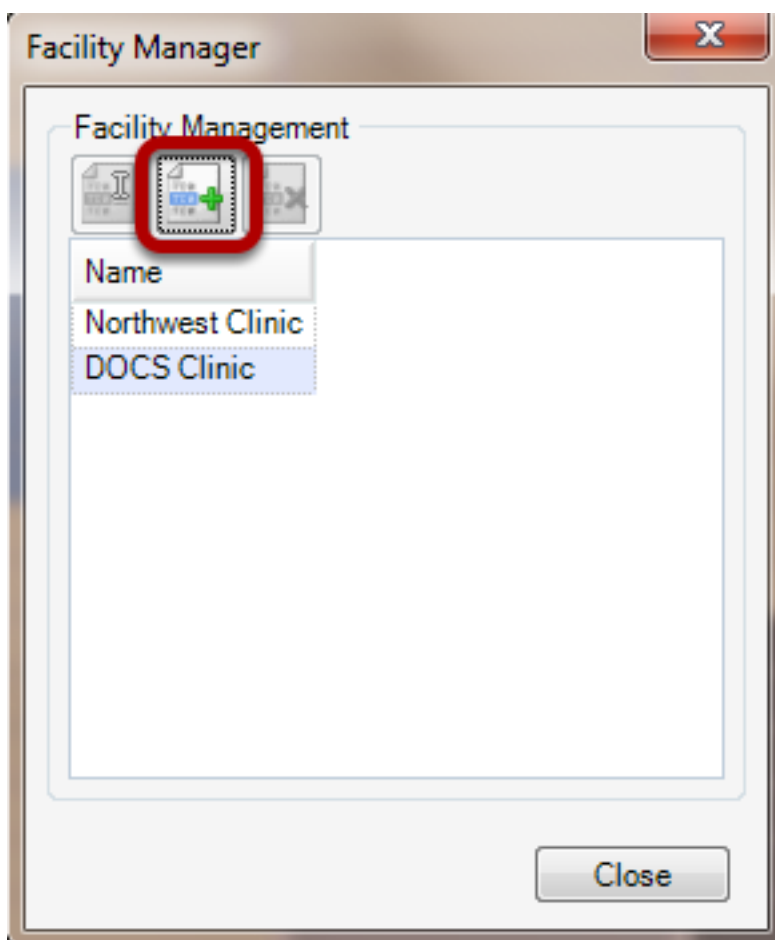 Facility Manager
Facility Management
Name
Northwest Clinic
DOCS Clinic
Close